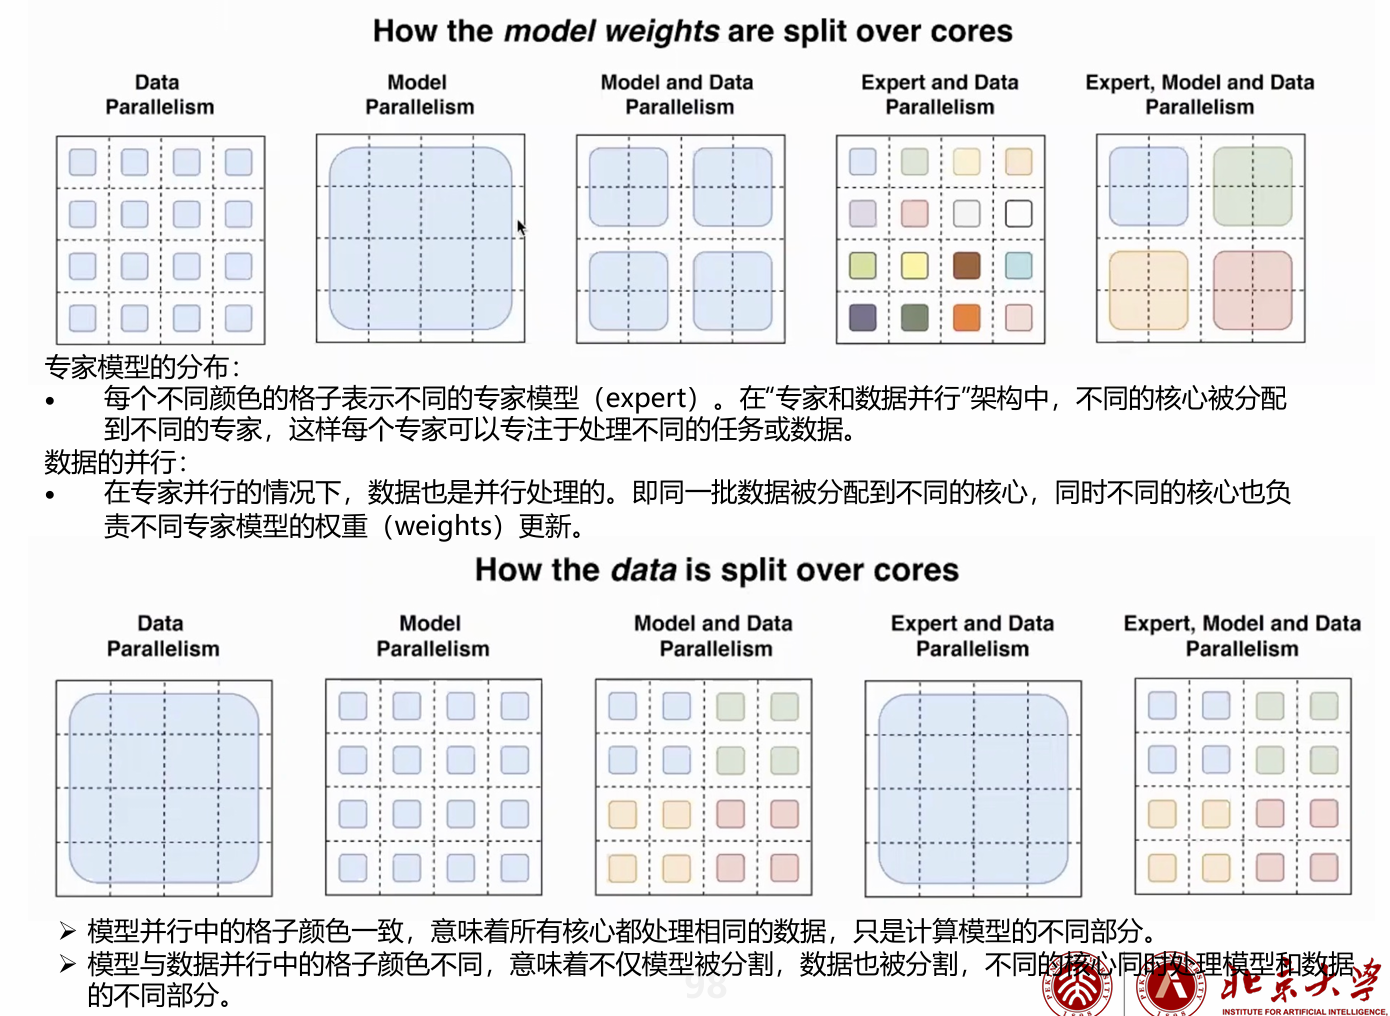 How the model weights are split over cores
Data Parallelism
Model Parallelism
Model and Data Parallelism
Expert and Data Parallelism
Expert, Model and Data Parallelism
专家模型的分布：
• 每个不同颜色的格子表示不同的专家模型（expert）。在“专家和数据并行”架构中，不同的核心被分配
到不同的专家，这样每个专家可以专注于处理不同的任务或数据。
数据的并行：
• 在专家并行的情况下，数据也是并行处理的。即同一批数据被分配到不同的核心，同时不同的核心也负
责不同专家模型的权重（weights）更新。
How the data is split over cores
Data Parallelism
Model Parallelism
Model and Data Parallelism
Expert and Data Parallelism
Expert, Model and Data Parallelism
➢ 模型并行中的格子颜色一致，意味着所有核心都处理相同的数据，只是计算模型的不同部分。
➢ 模型与数据并行中的格子颜色不同，意味着不仅模型被分割，数据也被分割，不同的核心同时处理模型和数据
的不同部分。
98
北京大学
INSTITUTE FOR ARTIFICIAL INTELLIGENCE,